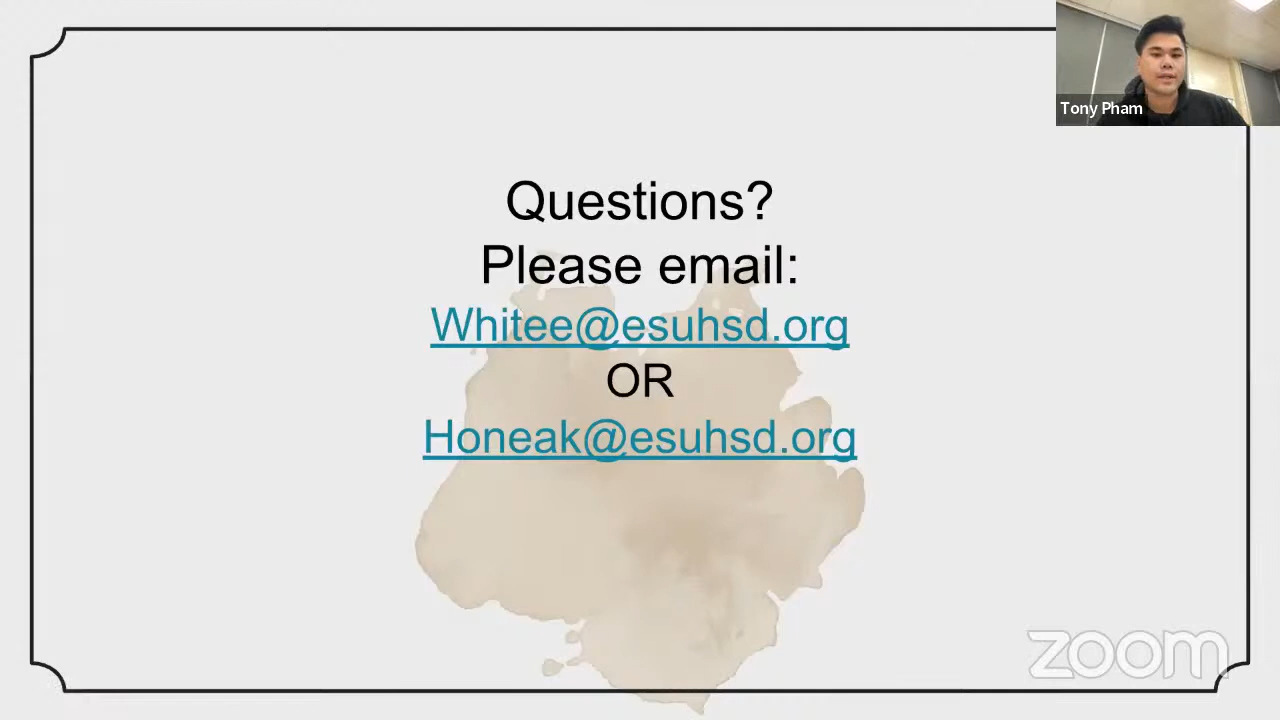 Tony Pham
Questions?
Please email:
Whitee@esuhsd.org
OR
Honeak@esuhsd.org
zoom